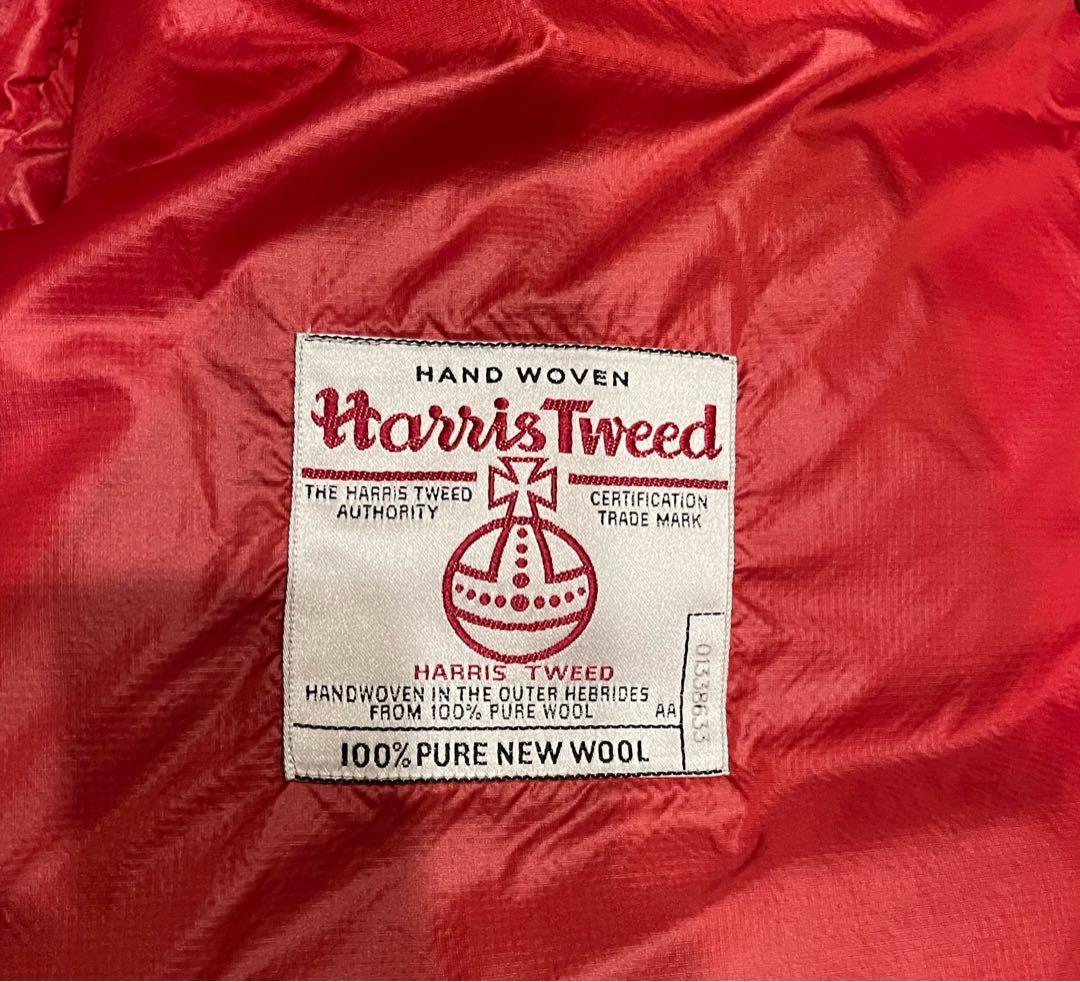 HAND WOVEN
Harris Tweed
THE HARRIS TWEED
AUTHORITY
CERTIFICATION
TRADE MARK
HARRIS TWEED
HANDWOVEN IN THE OUTER HEBRIDES
FROM 100% PURE WOOL
AA
100% PURE NEW WOOL
01338633